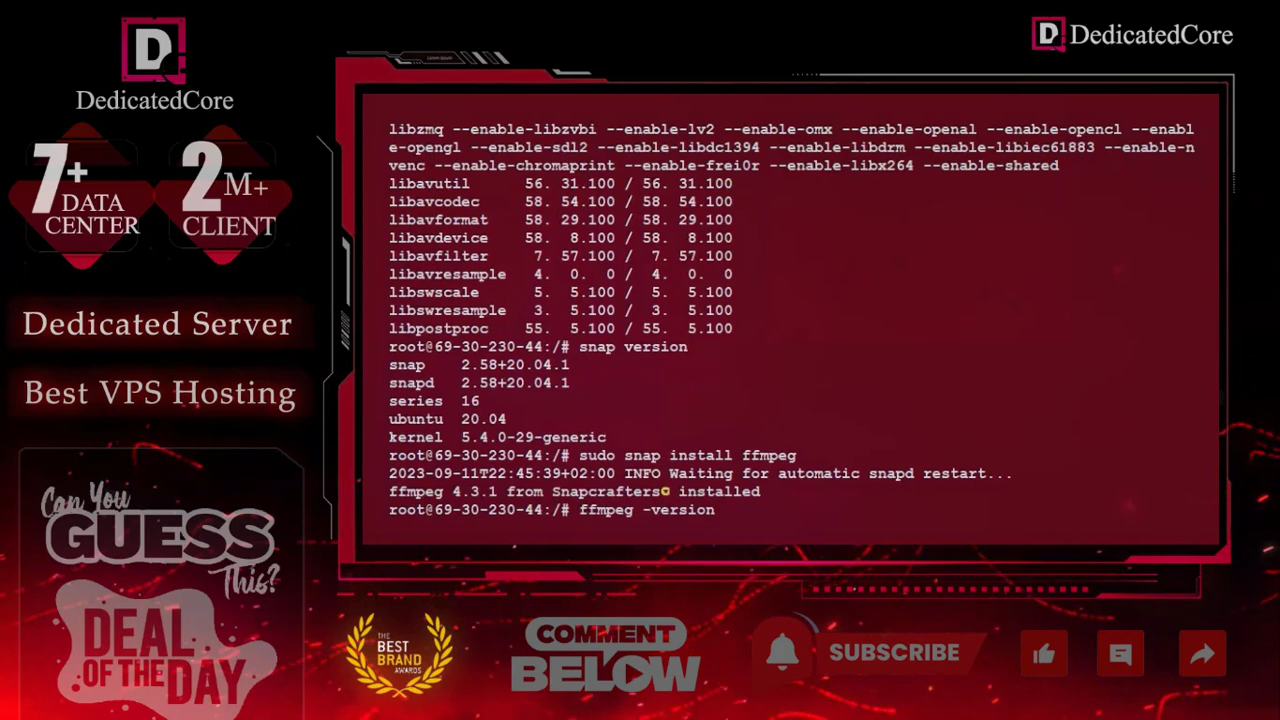 DedicatedCore
7+
DATA
CENTER
2
M+
CLIENT
Dedicated Server
Best VPS Hosting
Can You
GUESS
This?
DEAL
OF THE
DAY
D DedicatedCore
libzmq --enable-libzvbi --enable-lv2 --enable-omx --enable-openal --enable-opencl --enabl
e-opengl --enable-sdl2 --enable-libdc1394 --enable-libdrm --enable-libiec61883 --enable-n
venc --enable-chromaprint --enable-frei0r --enable-libx264 --enable-shared
libavutil      56. 31.100 / 56. 31.100
libavcodec     58. 54.100 / 58. 54.100
libavformat    58. 29.100 / 58. 29.100
libavdevice    58.  8.100 / 58.  8.100
libavfilter     7. 57.100 /  7. 57.100
libavresample   4.  0.  0 /  4.  0.  0
libswscale      5.  5.100 /  5.  5.100
libswresample   3.  5.100 /  3.  5.100
libpostproc    55.  5.100 / 55.  5.100
root@69-30-230-44:/# snap version
snap    2.58+20.04.1
snapd   2.58+20.04.1
series  16
ubuntu  20.04
kernel  5.4.0-29-generic
root@69-30-230-44:/# sudo snap install ffmpeg
2023-09-11T22:45:39+02:00 INFO Waiting for automatic snapd restart...
ffmpeg 4.3.1 from Snapcrafters installed
root@69-30-230-44:/# ffmpeg -version
THE
BEST
BRAND
AWARDS
COMMENT
BELOW
SUBSCRIBE